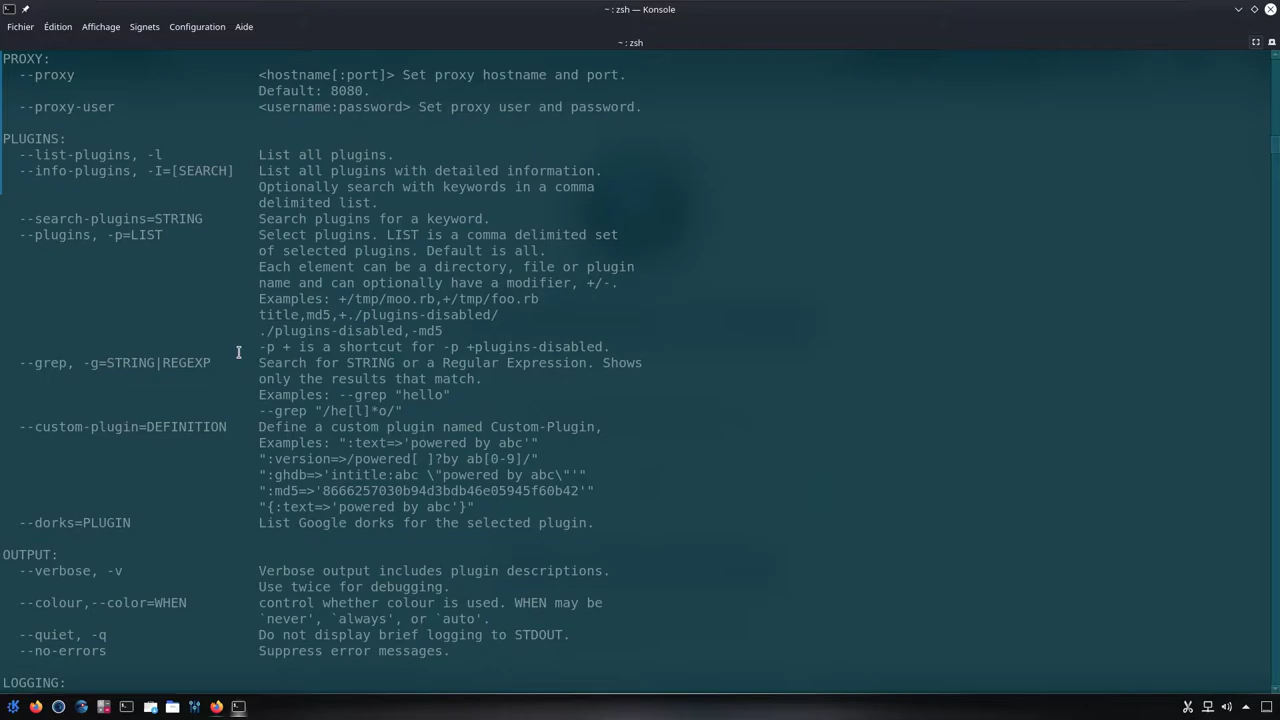 ~ : zsh — Konsole
Fichier Édition Affichage Signets Configuration Aide
~ : zsh
PROXY:
--proxy <hostname[:port]> Set proxy hostname and port.
Default: 8080.
--proxy-user <username:password> Set proxy user and password.
PLUGINS:
--list-plugins, -l List all plugins.
--info-plugins, -I=[SEARCH] List all plugins with detailed information.
Optionally search with keywords in a comma
delimited list.
--search-plugins=STRING Search plugins for a keyword.
--plugins, -p=LIST Select plugins. LIST is a comma delimited set
of selected plugins. Default is all.
Each element can be a directory, file or plugin
name and can optionally have a modifier, +/-.
Examples: +/tmp/moo.rb,+/tmp/foo.rb
title,md5,+./plugins-disabled/
./plugins-disabled,-md5
-p + is a shortcut for -p +plugins-disabled.
--grep, -g=STRING|REGEXP Search for STRING or a Regular Expression. Shows
only the results that match.
Examples: --grep "hello"
--grep "/he[l]*o/"
--custom-plugin=DEFINITION Define a custom plugin named Custom-Plugin,
Examples: ":text=>'powered by abc'"
":version=>/powered[ ]?by ab[0-9]/"
":ghdb=>'intitle:abc \"powered by abc\"'"
":md5=>'8666257030b94d3bdb46e05945f60b42'"
"{:text=>'powered by abc'}"
--dorks=PLUGIN List Google dorks for the selected plugin.
OUTPUT:
--verbose, -v Verbose output includes plugin descriptions.
Use twice for debugging.
--colour,--color=WHEN control whether colour is used. WHEN may be
`never', `always', or `auto'.
--quiet, -q Do not display brief logging to STDOUT.
--no-errors Suppress error messages.
LOGGING: